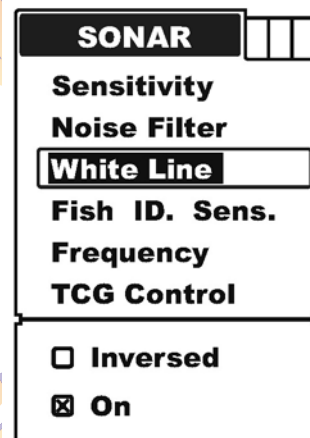 SONAR
Sensitivity
Noise Filter
White Line
Fish ID. Sens.
Frequency
TCG Control
Inversed
On